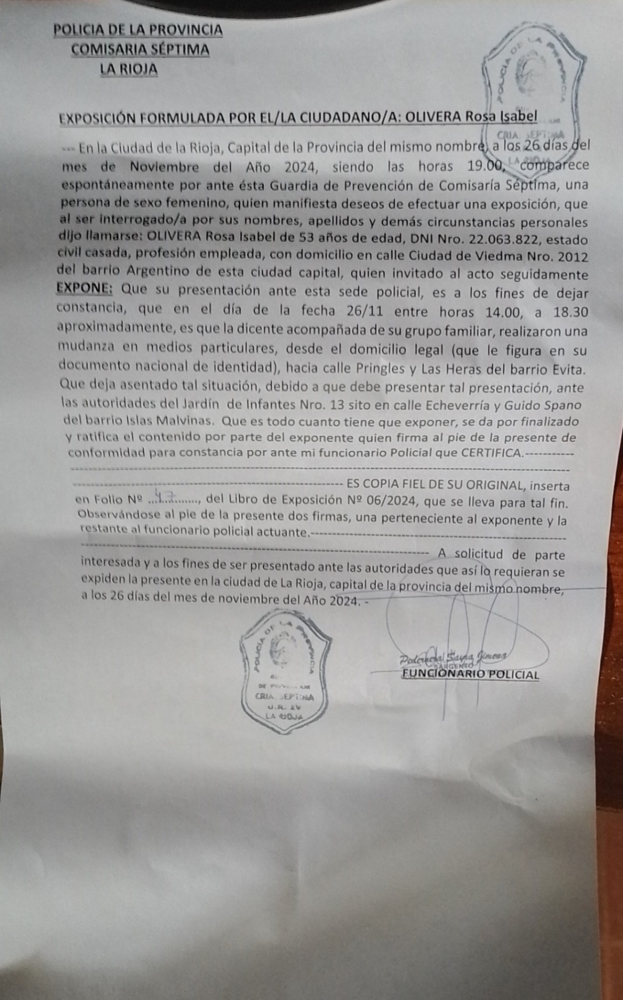 POLICIA DE LA PROVINCIA
COMISARIA SÉPTIMA
LA RIOJA
POLICÍA DE LA PROVINCIA
CRIA. SEPTIMA
LA RIOJA
EXPOSICIÓN FORMULADA POR EL/LA CIUDADANO/A: OLIVERA Rosa Isabel
--- En la Ciudad de la Rioja, Capital de la Provincia del mismo nombre, a los 26 días del
mes de Noviembre del Año 2024, siendo las horas 19.00, comparece
espontáneamente por ante ésta Guardia de Prevención de Comisaría Séptima, una
persona de sexo femenino, quien manifiesta deseos de efectuar una exposición, que
al ser interrogado/a por sus nombres, apellidos y demás circunstancias personales
dijo llamarse: OLIVERA Rosa Isabel de 53 años de edad, DNI Nro. 22.063.822, estado
civil casada, profesión empleada, con domicilio en calle Ciudad de Viedma Nro. 2012
del barrio Argentino de esta ciudad capital, quien invitado al acto seguidamente
EXPONE: Que su presentación ante esta sede policial, es a los fines de dejar
constancia, que en el día de la fecha 26/11 entre horas 14.00, a 18.30
aproximadamente, es que la dicente acompañada de su grupo familiar, realizaron una
mudanza en medios particulares, desde el domicilio legal (que le figura en su
documento nacional de identidad), hacia calle Pringles y Las Heras del barrio Evita.
Que deja asentado tal situación, debido a que debe presentar tal presentación, ante
las autoridades del Jardín de Infantes Nro. 13 sito en calle Echeverría y Guido Spano
del barrio Islas Malvinas. Que es todo cuanto tiene que exponer, se da por finalizado
y ratifica el contenido por parte del exponente quien firma al pie de la presente de
conformidad para constancia por ante mi funcionario Policial que CERTIFICA.-----------
---------------------------------------------------------------------------
---------------------------------------- ES COPIA FIEL DE SU ORIGINAL, inserta
en Folio Nº ............, del Libro de Exposición Nº 06/2024, que se lleva para tal fin.
Observándose al pie de la presente dos firmas, una perteneciente al exponente y la
restante al funcionario policial actuante.----------------------------------------
---------------------------------------------------- A solicitud de parte
interesada y a los fines de ser presentado ante las autoridades que así lo requieran se
expiden la presente en la ciudad de La Rioja, capital de la provincia del mismo nombre,
a los 26 días del mes de noviembre del Año 2024. -
POLICÍA DE LA PROVINCIA
CRIA. SEPTIMA
U.R. XV
LA RIOJA
Jimena
SARGENTO
FUNCIONARIO POLICIAL